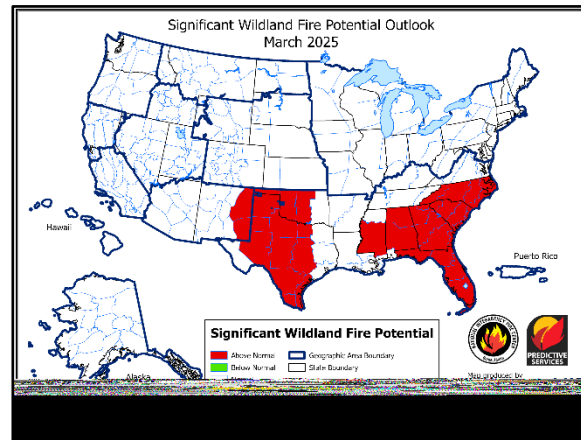 Significant Wildland Fire Potential Outlook
March 2025
Hawaii
Puerto Rico
Alaska
Significant Wildland Fire Potential
Above Normal
Geographic Area Boundary
Below Normal
State Boundary
PREDICTIVE
SERVICES
Map produced by